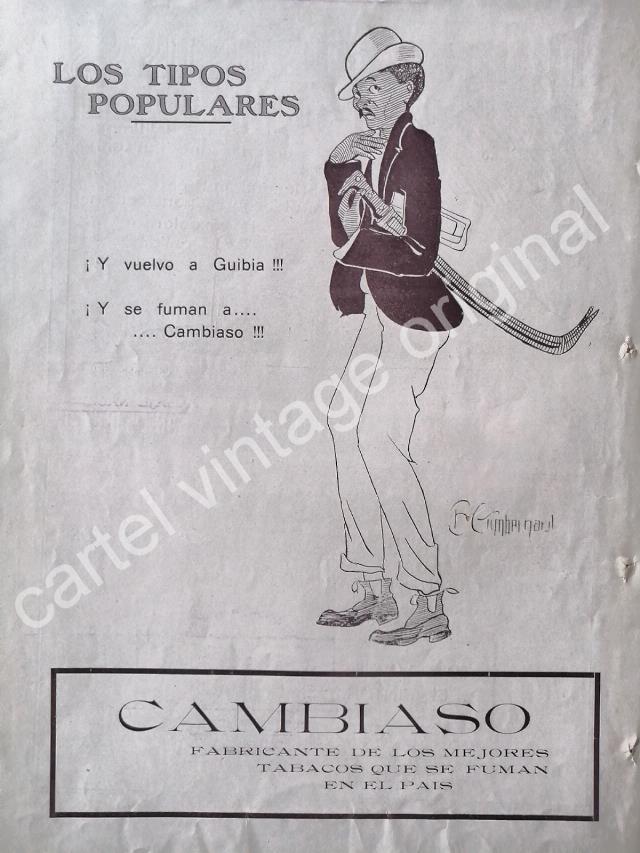 LOS TIPOS
POPULARES
¡ Y vuelvo a Guibia !!!
¡ Y se fuman a....
.... Cambiaso !!!
cartel vintage original
CAMBIASO
FABRICANTE DE LOS MEJORES
TABACOS QUE SE FUMAN
EN EL PAIS